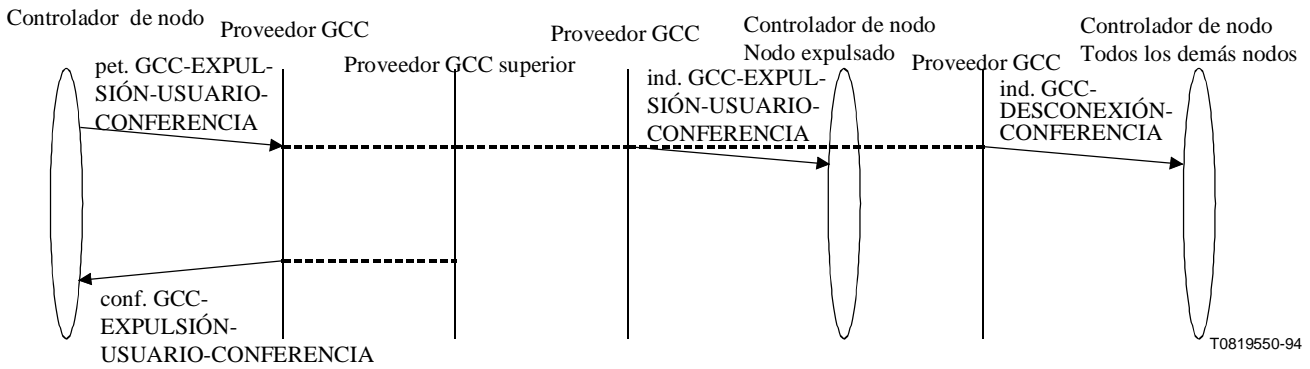 Controlador de nodo
Proveedor GCC
Proveedor GCC superior
Proveedor GCC
Controlador de nodo
Nodo expulsado
Proveedor GCC
Controlador de nodo
Todos los demás nodos
pet. GCC-EXPUL-
SIÓN-USUARIO-
CONFERENCIA
ind. GCC-EXPUL-
SIÓN-USUARIO-
CONFERENCIA
ind. GCC-
DESCONEXIÓN-
CONFERENCIA
conf. GCC-
EXPULSIÓN-
USUARIO-CONFERENCIA
T0819550-94